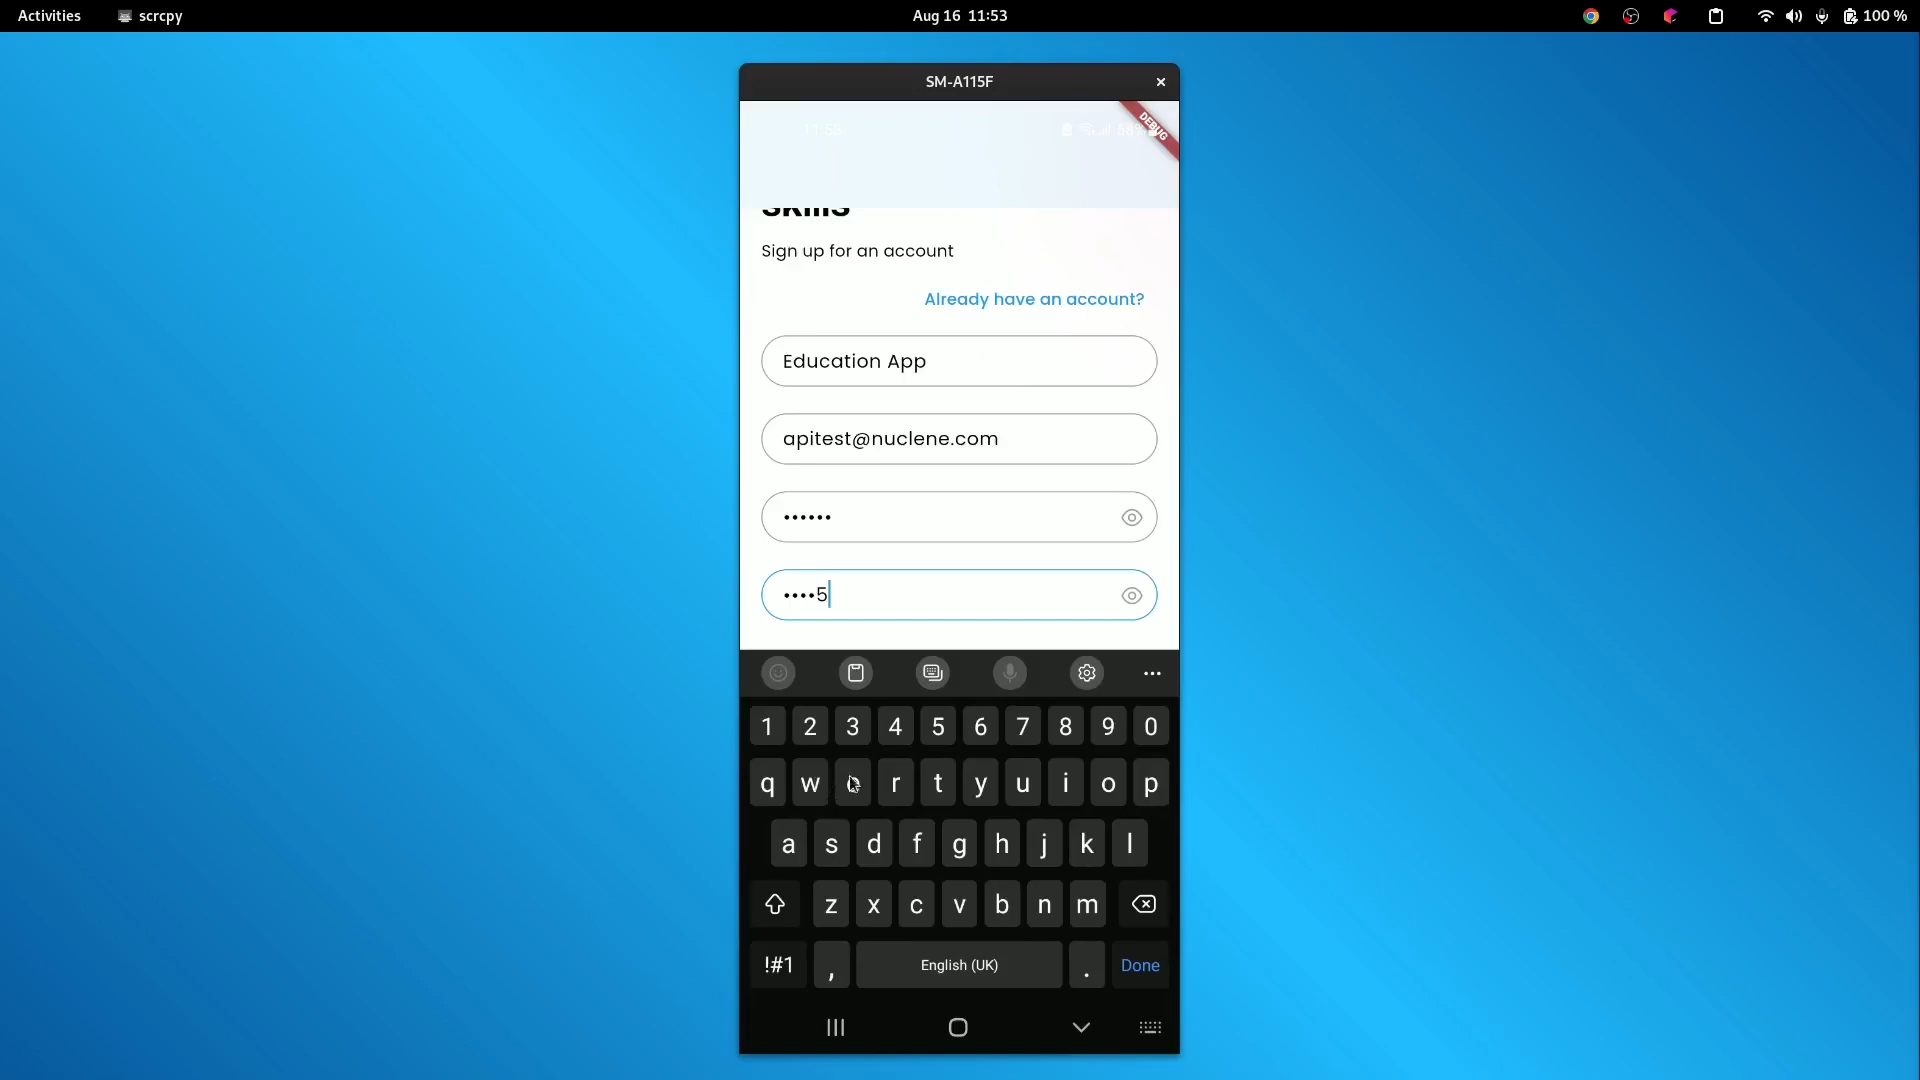 Activities scrcpy Aug 16 11:53 100 %
SM-A115F
DEBUG
Sign up for an account
Already have an account?
Education App
apitest@nuclene.com
••••••
••••5
1 2 3 4 5 6 7 8 9 0
q w r t y u i o p
a s d f g h j k l
z x c v b n m
!#1 , English (UK) . Done